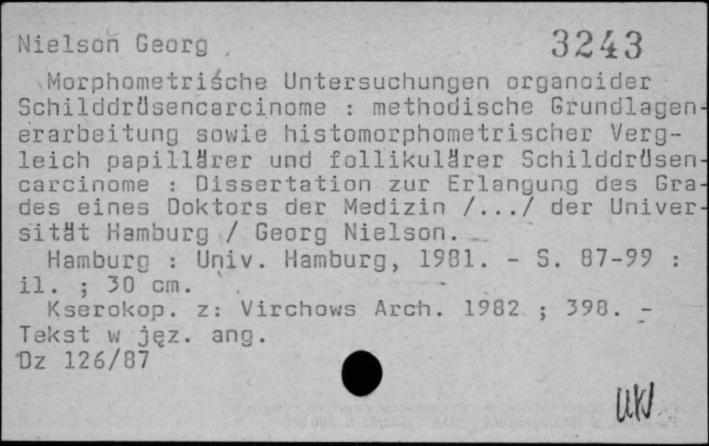 Nielson Georg
3243
Morphometrische Untersuchungen organoider
Schilddrüsencarcinome : methodische Grundlagen-
erarbeitung sowie histomorphometrischer Verg-
leich papillärer und follikulärer Schilddrüsen-
carcinome : Dissertation zur Erlangung des Gra-
des eines Doktors der Medizin /.../ der Univer-
sität Hamburg / Georg Nielson.
Hamburg : Univ. Hamburg, 1981. - S. 87-99 :
il. ; 30 cm.
Kserokop. z: Virchows Arch. 1982 ; 398. -
Tekst w jęz. ang.
Dz 126/87
UW